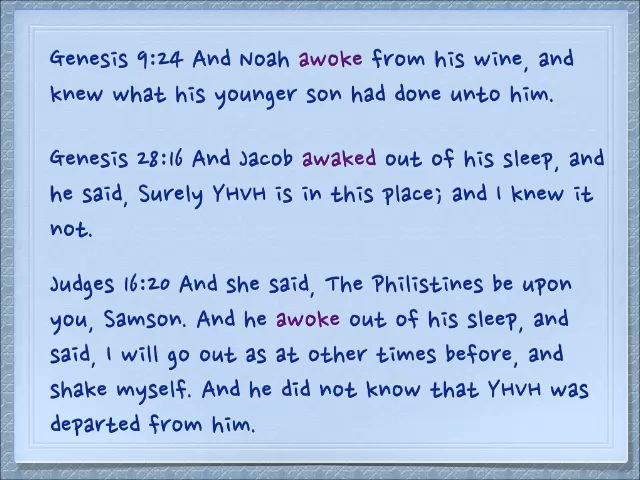 Genesis 9:24 And Noah awoke from his wine, and
knew what his younger son had done unto him.
Genesis 28:16 And Jacob awaked out of his sleep, and
he said, Surely YHVH is in this place; and I knew it
not.
Judges 16:20 And she said, The Philistines be upon
you, Samson. And he awoke out of his sleep, and
said, I will go out as at other times before, and
shake myself. And he did not know that YHVH was
departed from him.